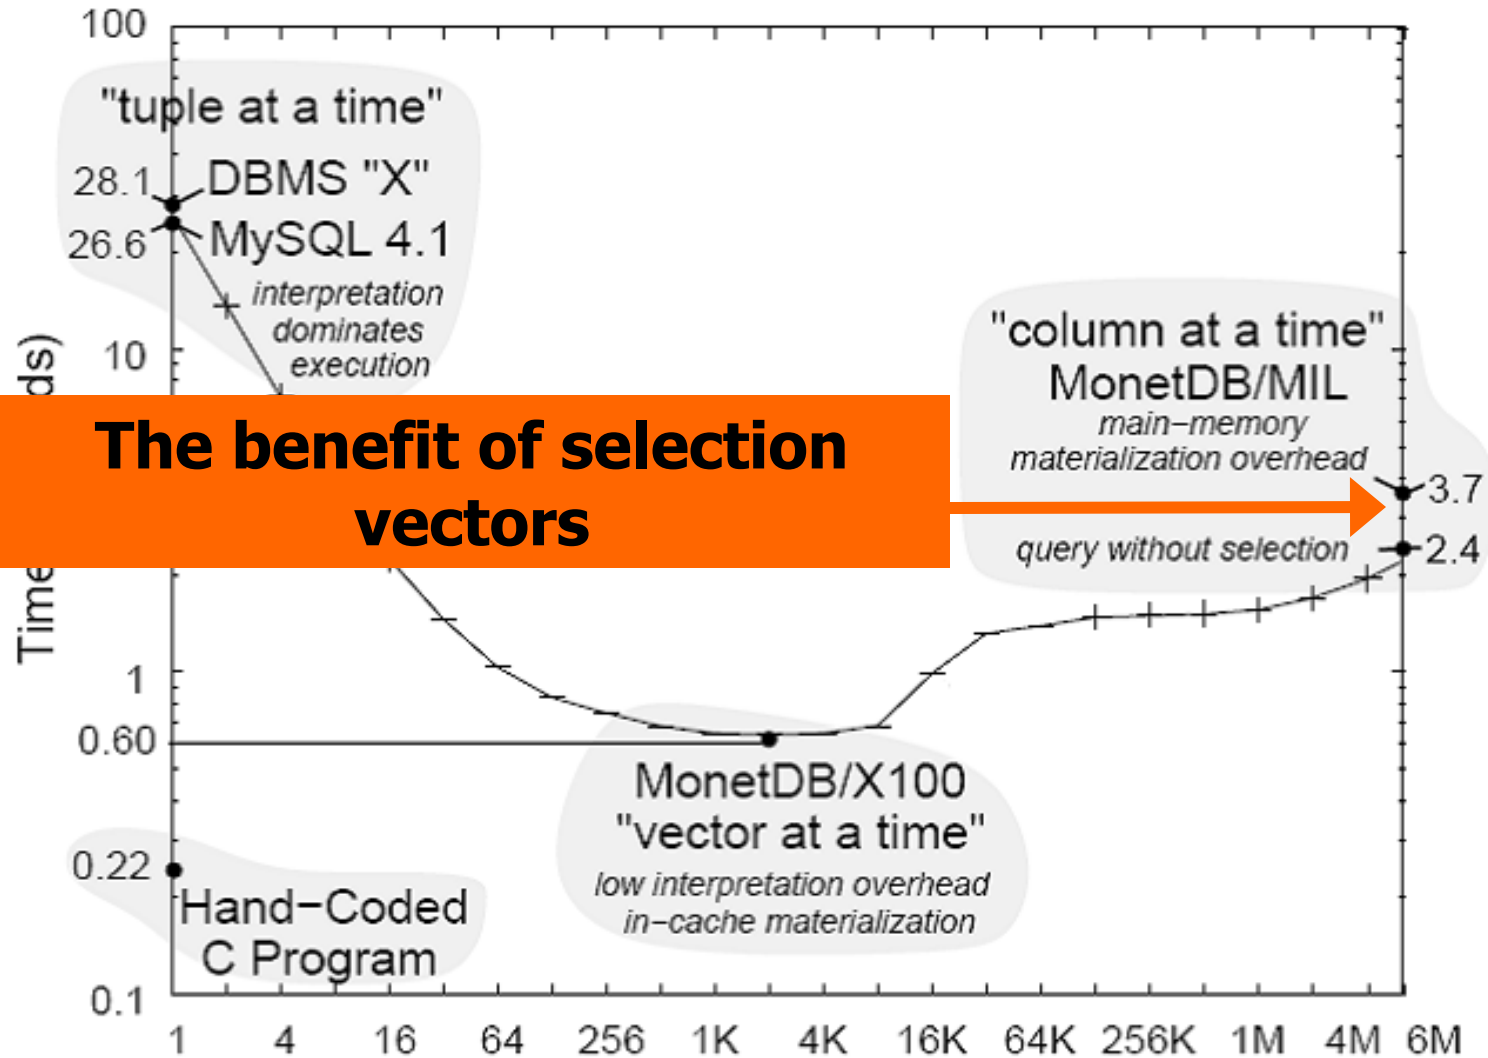 100
"tuple at a time"
28.1
DBMS "X"
26.6
MySQL 4.1
interpretation
dominates
execution
10
"column at a time"
MonetDB/MIL
main−memory
materialization overhead
3.7
query without selection
2.4
The benefit of selection
vectors
Time
ds)
1
0.60
MonetDB/X100
"vector at a time"
low interpretation overhead
in−cache materialization
0.22
Hand−Coded
C Program
0.1
1 4 16 64 256 1K 4K 16K 64K 256K 1M 4M 6M